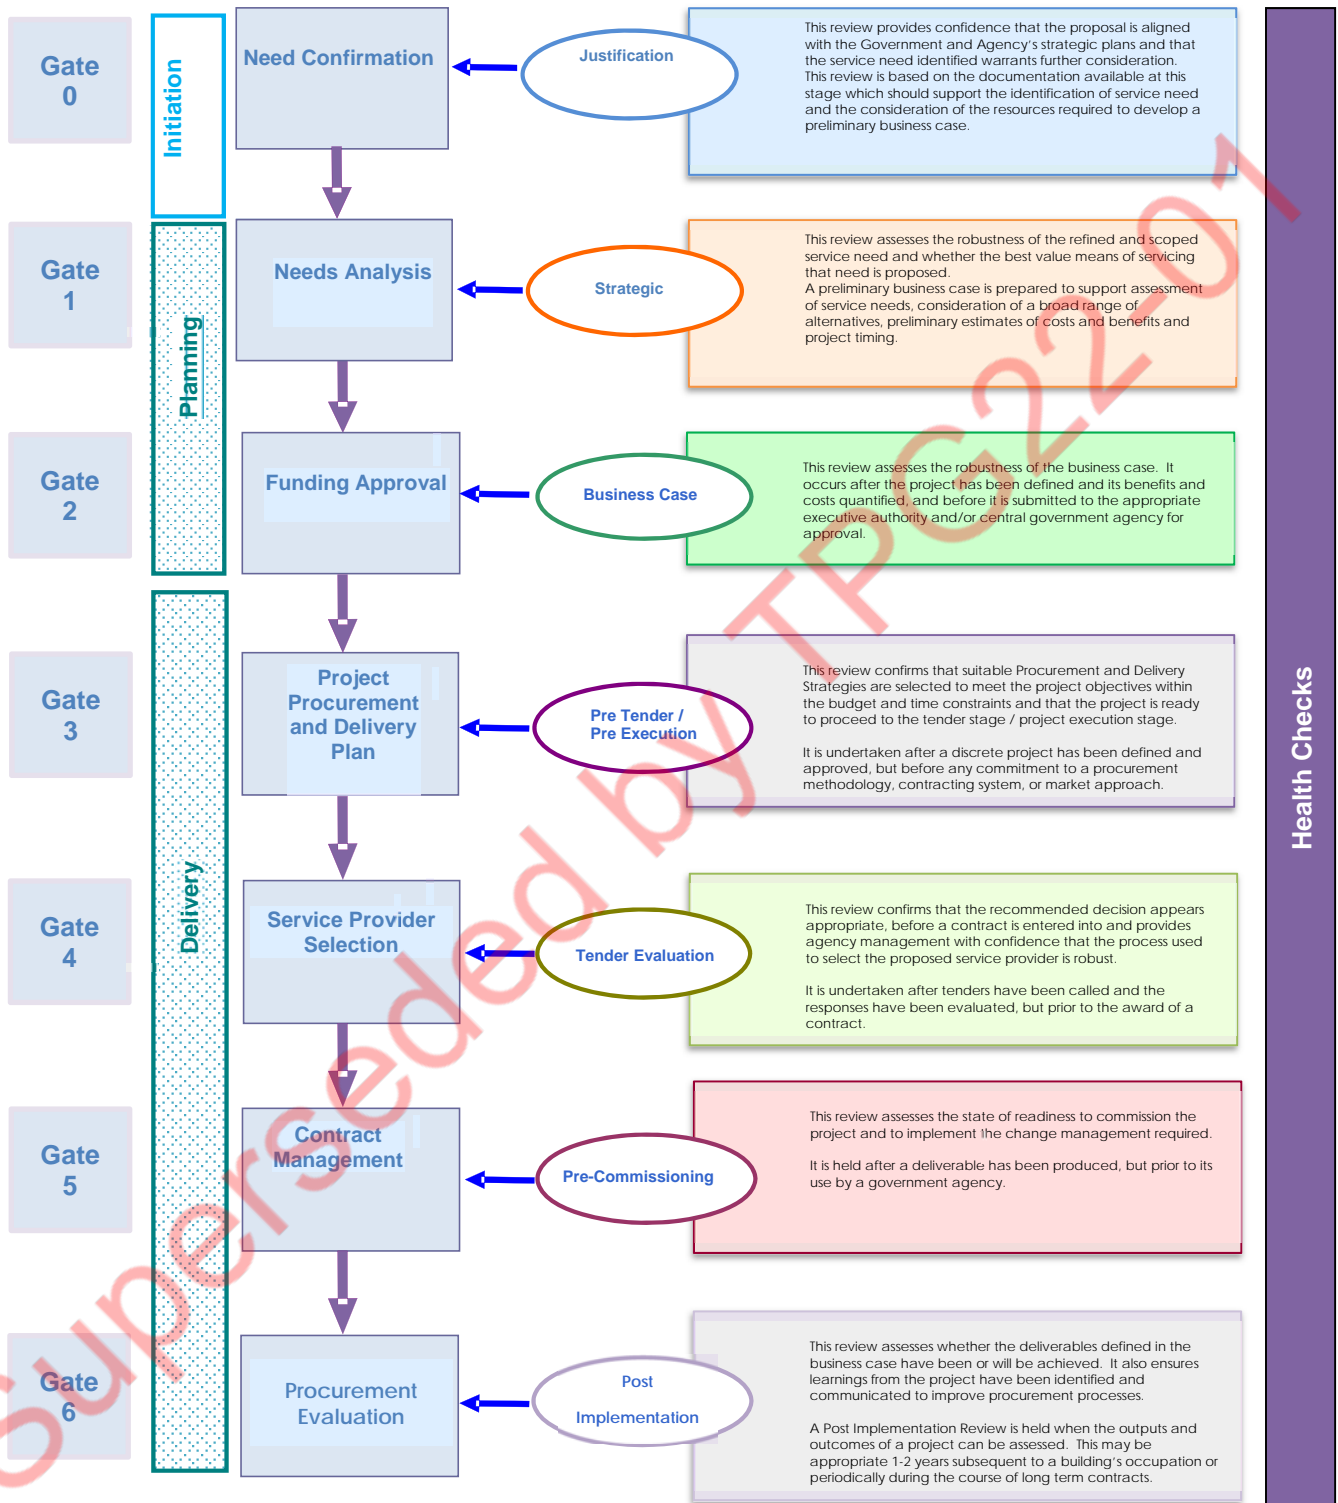 Gate
0
Initiation
Need Confirmation
Justification
This review provides confidence that the proposal is aligned
with the Government and Agency's strategic plans and that
the service need identified warrants further consideration.
This review is based on the documentation available at this
stage which should support the identification of service need
and the consideration of the resources required to develop a
preliminary business case.
Gate
1
Planning
Needs Analysis
Strategic
This review assesses the robustness of the refined and scoped
service need and whether the best value means of servicing
that need is proposed.
A preliminary business case is prepared to support assessment
of service needs, consideration of a broad range of
alternatives, preliminary estimates of costs and benefits and
project timing.
Gate
2
Funding Approval
Business Case
This review assesses the robustness of the business case.  It
occurs after the project has been defined and its benefits and
costs quantified, and before it is submitted to the appropriate
executive authority and/or central government agency for
approval.
Gate
3
Delivery
Project
Procurement
and Delivery
Plan
Pre Tender /
Pre Execution
This review confirms that suitable Procurement and Delivery
Strategies are selected to meet the project objectives within
the budget and time constraints and that the project is ready
to proceed to the tender stage / project execution stage.
It is undertaken after a discrete project has been defined and
approved, but before any commitment to a procurement
methodology, contracting system, or market approach.
Gate
4
Service Provider
Selection
Tender Evaluation
This review confirms that the recommended decision appears
appropriate, before a contract is entered into and provides
agency management with confidence that the process used
to select the proposed service provider is robust.
It is undertaken after tenders have been called and the
responses have been evaluated, but prior to the award of a
contract.
Gate
5
Contract
Management
Pre-Commissioning
This review assesses the state of readiness to commission the
project and to implement the change management required.
It is held after a deliverable has been produced, but prior to its
use by a government agency.
Gate
6
Procurement
Evaluation
Post
Implementation
This review assesses whether the deliverables defined in the
business case have been or will be achieved.  It also ensures
learnings from the project have been identified and
communicated to improve procurement processes.
A Post Implementation Review is held when the outputs and
outcomes of a project can be assessed.  This may be
appropriate 1-2 years subsequent to a building's occupation or
periodically during the course of long term contracts.
Health Checks
Superseded by TPG22-01